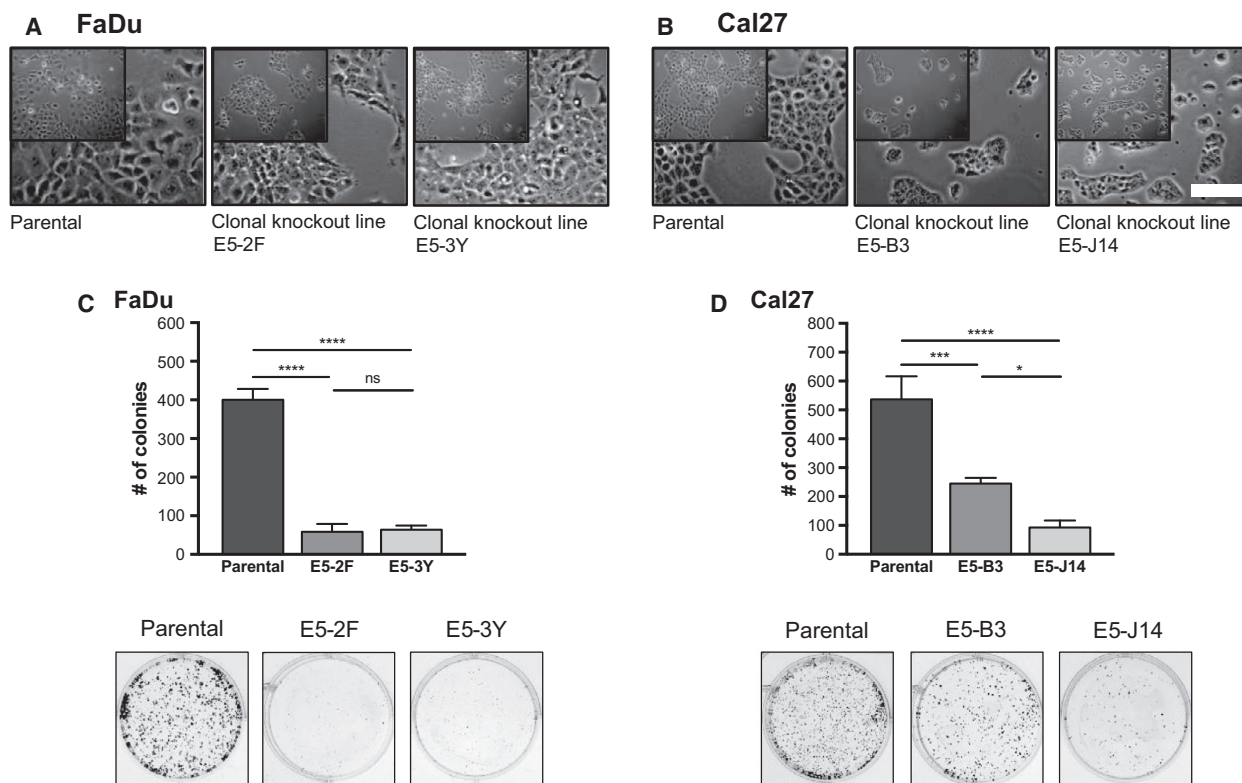 A FaDu
Parental
Clonal knockout line
E5-2F
Clonal knockout line
E5-3Y
B Cal27
Parental
Clonal knockout line
E5-B3
Clonal knockout line
E5-J14
C FaDu
# of colonies
600
500
400
300
200
100
0
****
****
ns
Parental
E5-2F
E5-3Y
Parental
E5-2F
E5-3Y
D Cal27
# of colonies
800
700
600
500
400
300
200
100
0
****
***
*
Parental
E5-B3
E5-J14
Parental
E5-B3
E5-J14